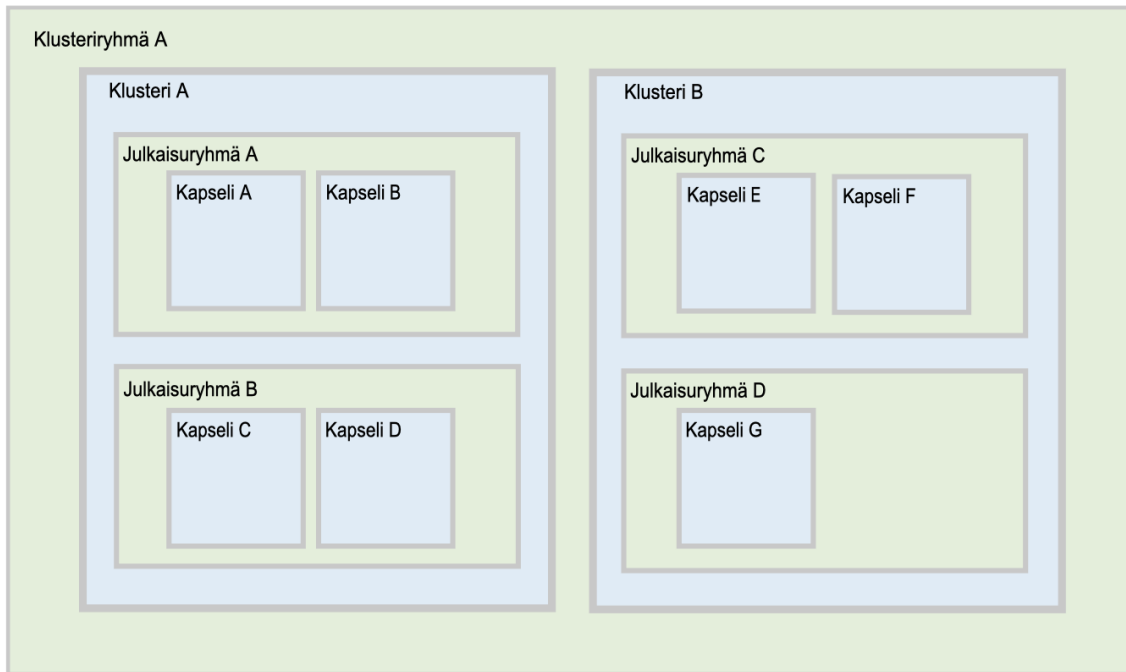 Klusteriryhmä A
Klusteri A
Julkaisuryhmä A
Kapseli A
Kapseli B
Julkaisuryhmä B
Kapseli C
Kapseli D
Klusteri B
Julkaisuryhmä C
Kapseli E
Kapseli F
Julkaisuryhmä D
Kapseli G